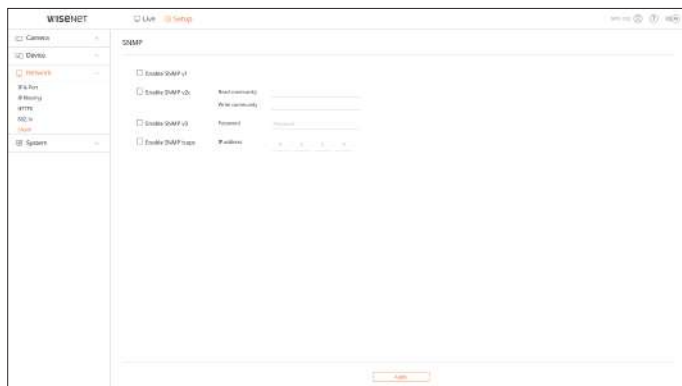 WISENET
Live
Setup
Camera
Device
Network
IP & Port
IP filtering
HTTPS
802.1x
SNMP
System
SNMP
Enable SNMP v1
Enable SNMP v2c
Read community
Write community
Enable SNMP v3
Password
Password
Enable SNMP traps
IP address
Apply